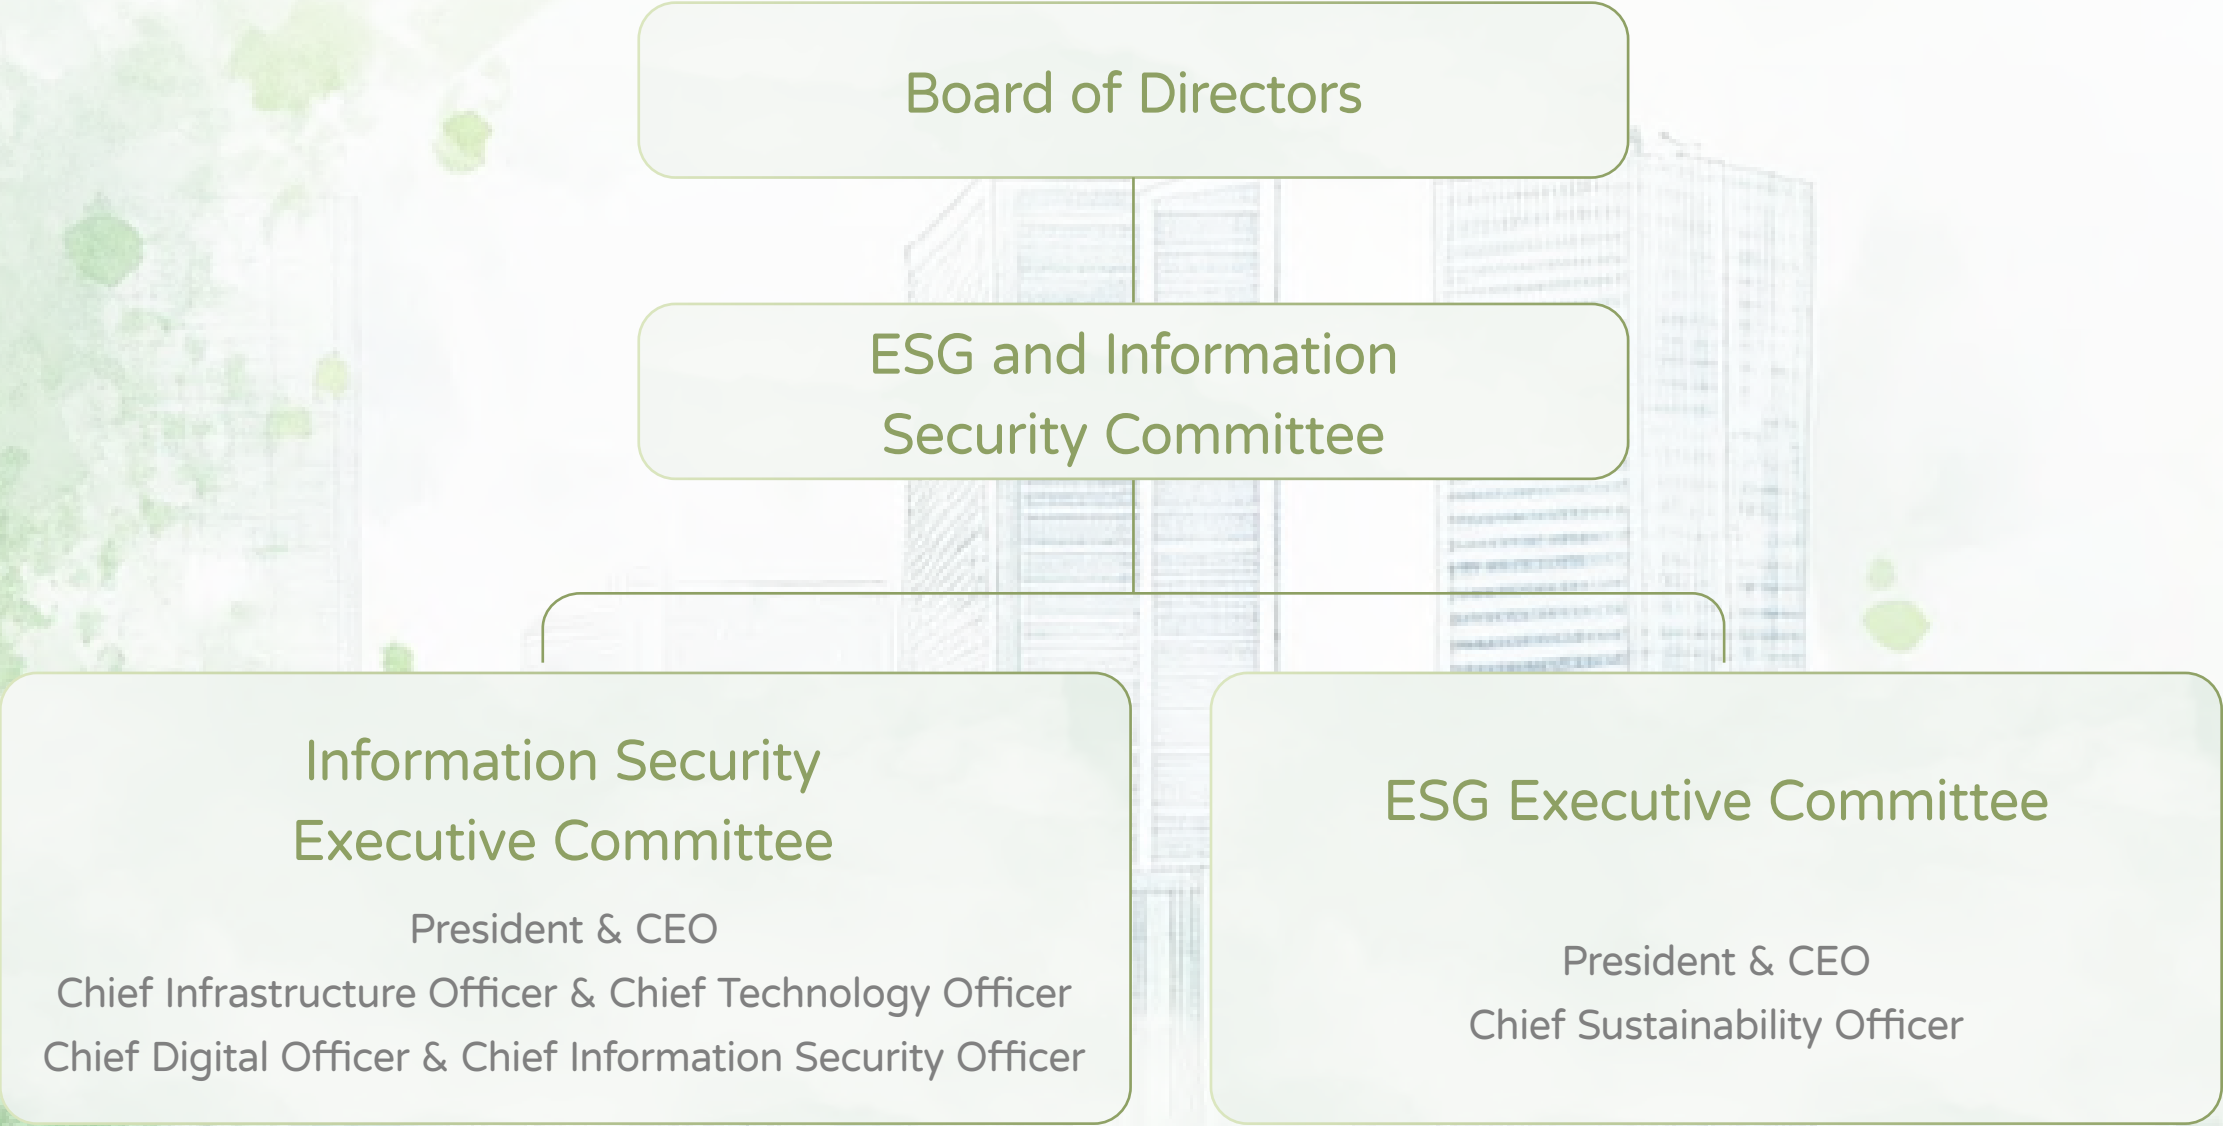 Board of Directors
ESG and Information
Security Committee
Information Security
Executive Committee
President & CEO
Chief Infrastructure Officer & Chief Technology Officer
Chief Digital Officer & Chief Information Security Officer
ESG Executive Committee
President & CEO
Chief Sustainability Officer